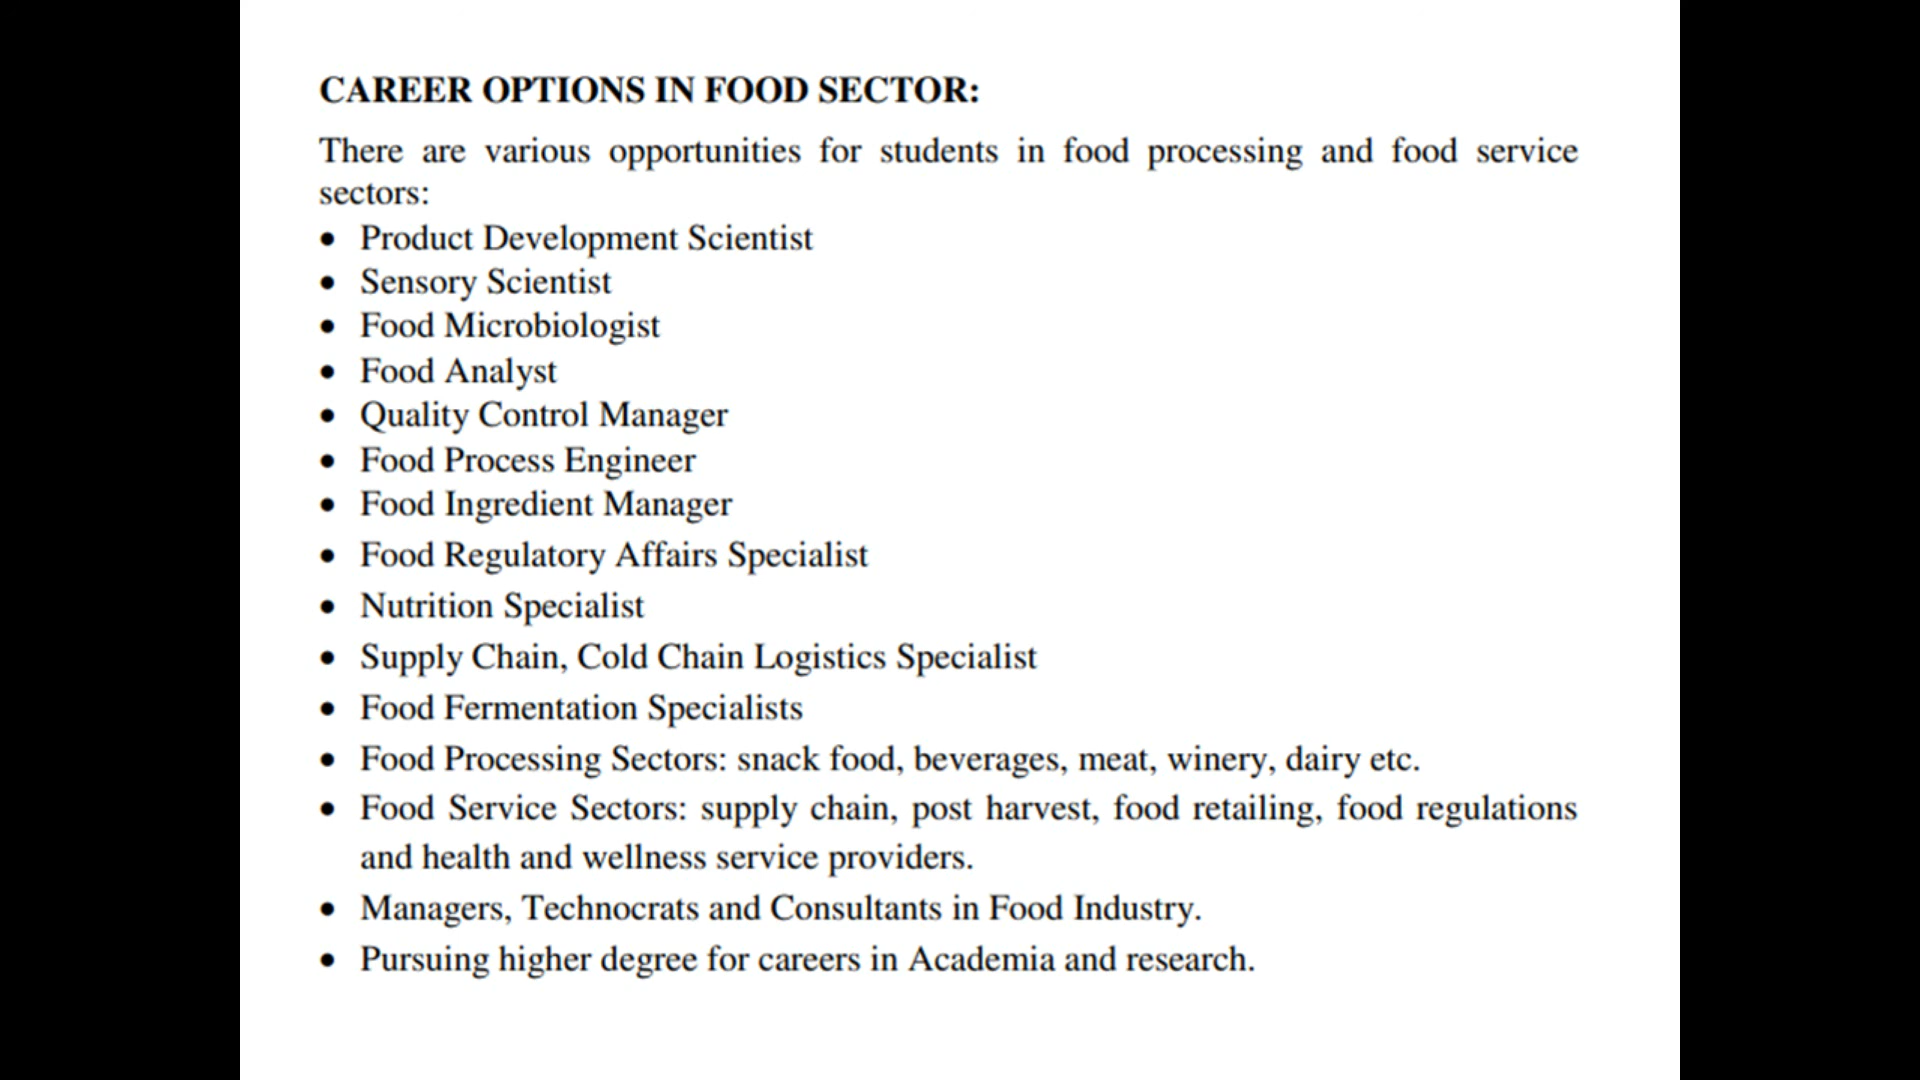 CAREER OPTIONS IN FOOD SECTOR:
There are various opportunities for students in food processing and food service
sectors:
• Product Development Scientist
• Sensory Scientist
• Food Microbiologist
• Food Analyst
• Quality Control Manager
• Food Process Engineer
• Food Ingredient Manager
• Food Regulatory Affairs Specialist
• Nutrition Specialist
• Supply Chain, Cold Chain Logistics Specialist
• Food Fermentation Specialists
• Food Processing Sectors: snack food, beverages, meat, winery, dairy etc.
• Food Service Sectors: supply chain, post harvest, food retailing, food regulations
and health and wellness service providers.
• Managers, Technocrats and Consultants in Food Industry.
• Pursuing higher degree for careers in Academia and research.